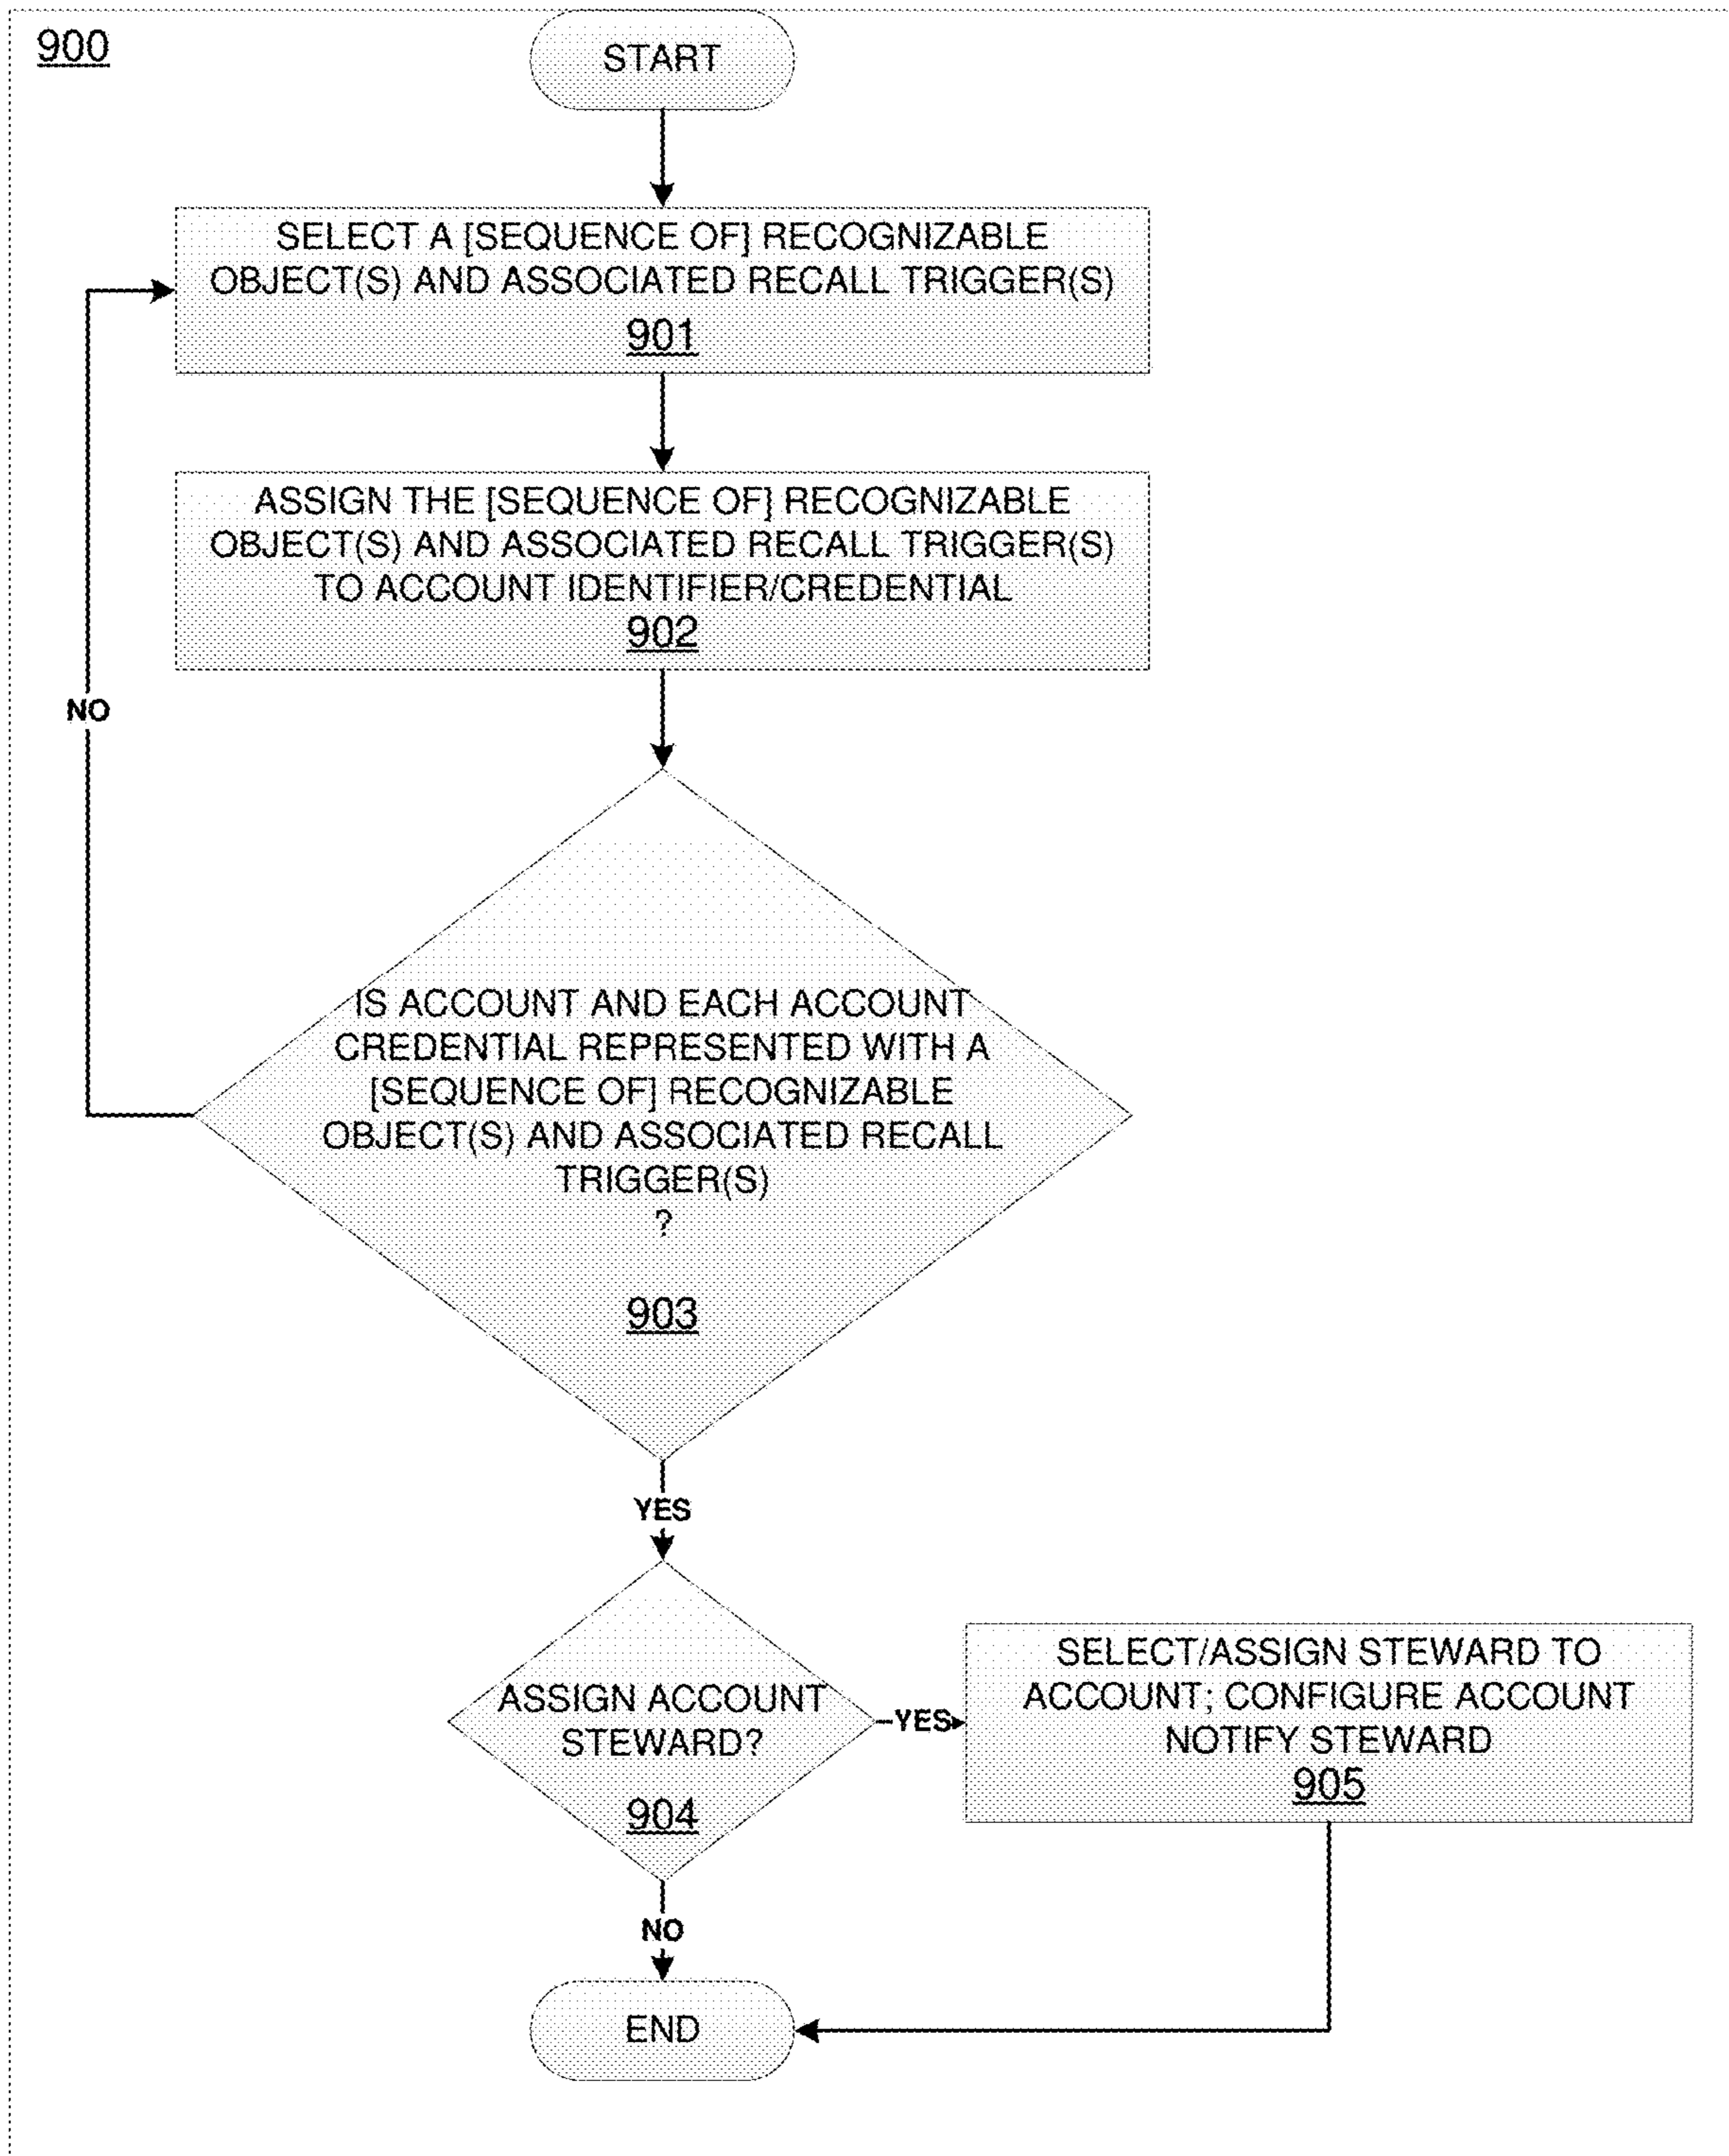 900
START
SELECT A [SEQUENCE OF] RECOGNIZABLE
OBJECT(S) AND ASSOCIATED RECALL TRIGGER(S)
901
ASSIGN THE [SEQUENCE OF] RECOGNIZABLE
OBJECT(S) AND ASSOCIATED RECALL TRIGGER(S)
TO ACCOUNT IDENTIFIER/CREDENTIAL
902
NO
IS ACCOUNT AND EACH ACCOUNT
CREDENTIAL REPRESENTED WITH A
[SEQUENCE OF] RECOGNIZABLE
OBJECT(S) AND ASSOCIATED RECALL
TRIGGER(S)
?
903
YES
ASSIGN ACCOUNT
STEWARD?
904
YES
SELECT/ASSIGN STEWARD TO
ACCOUNT; CONFIGURE ACCOUNT
NOTIFY STEWARD
905
NO
END